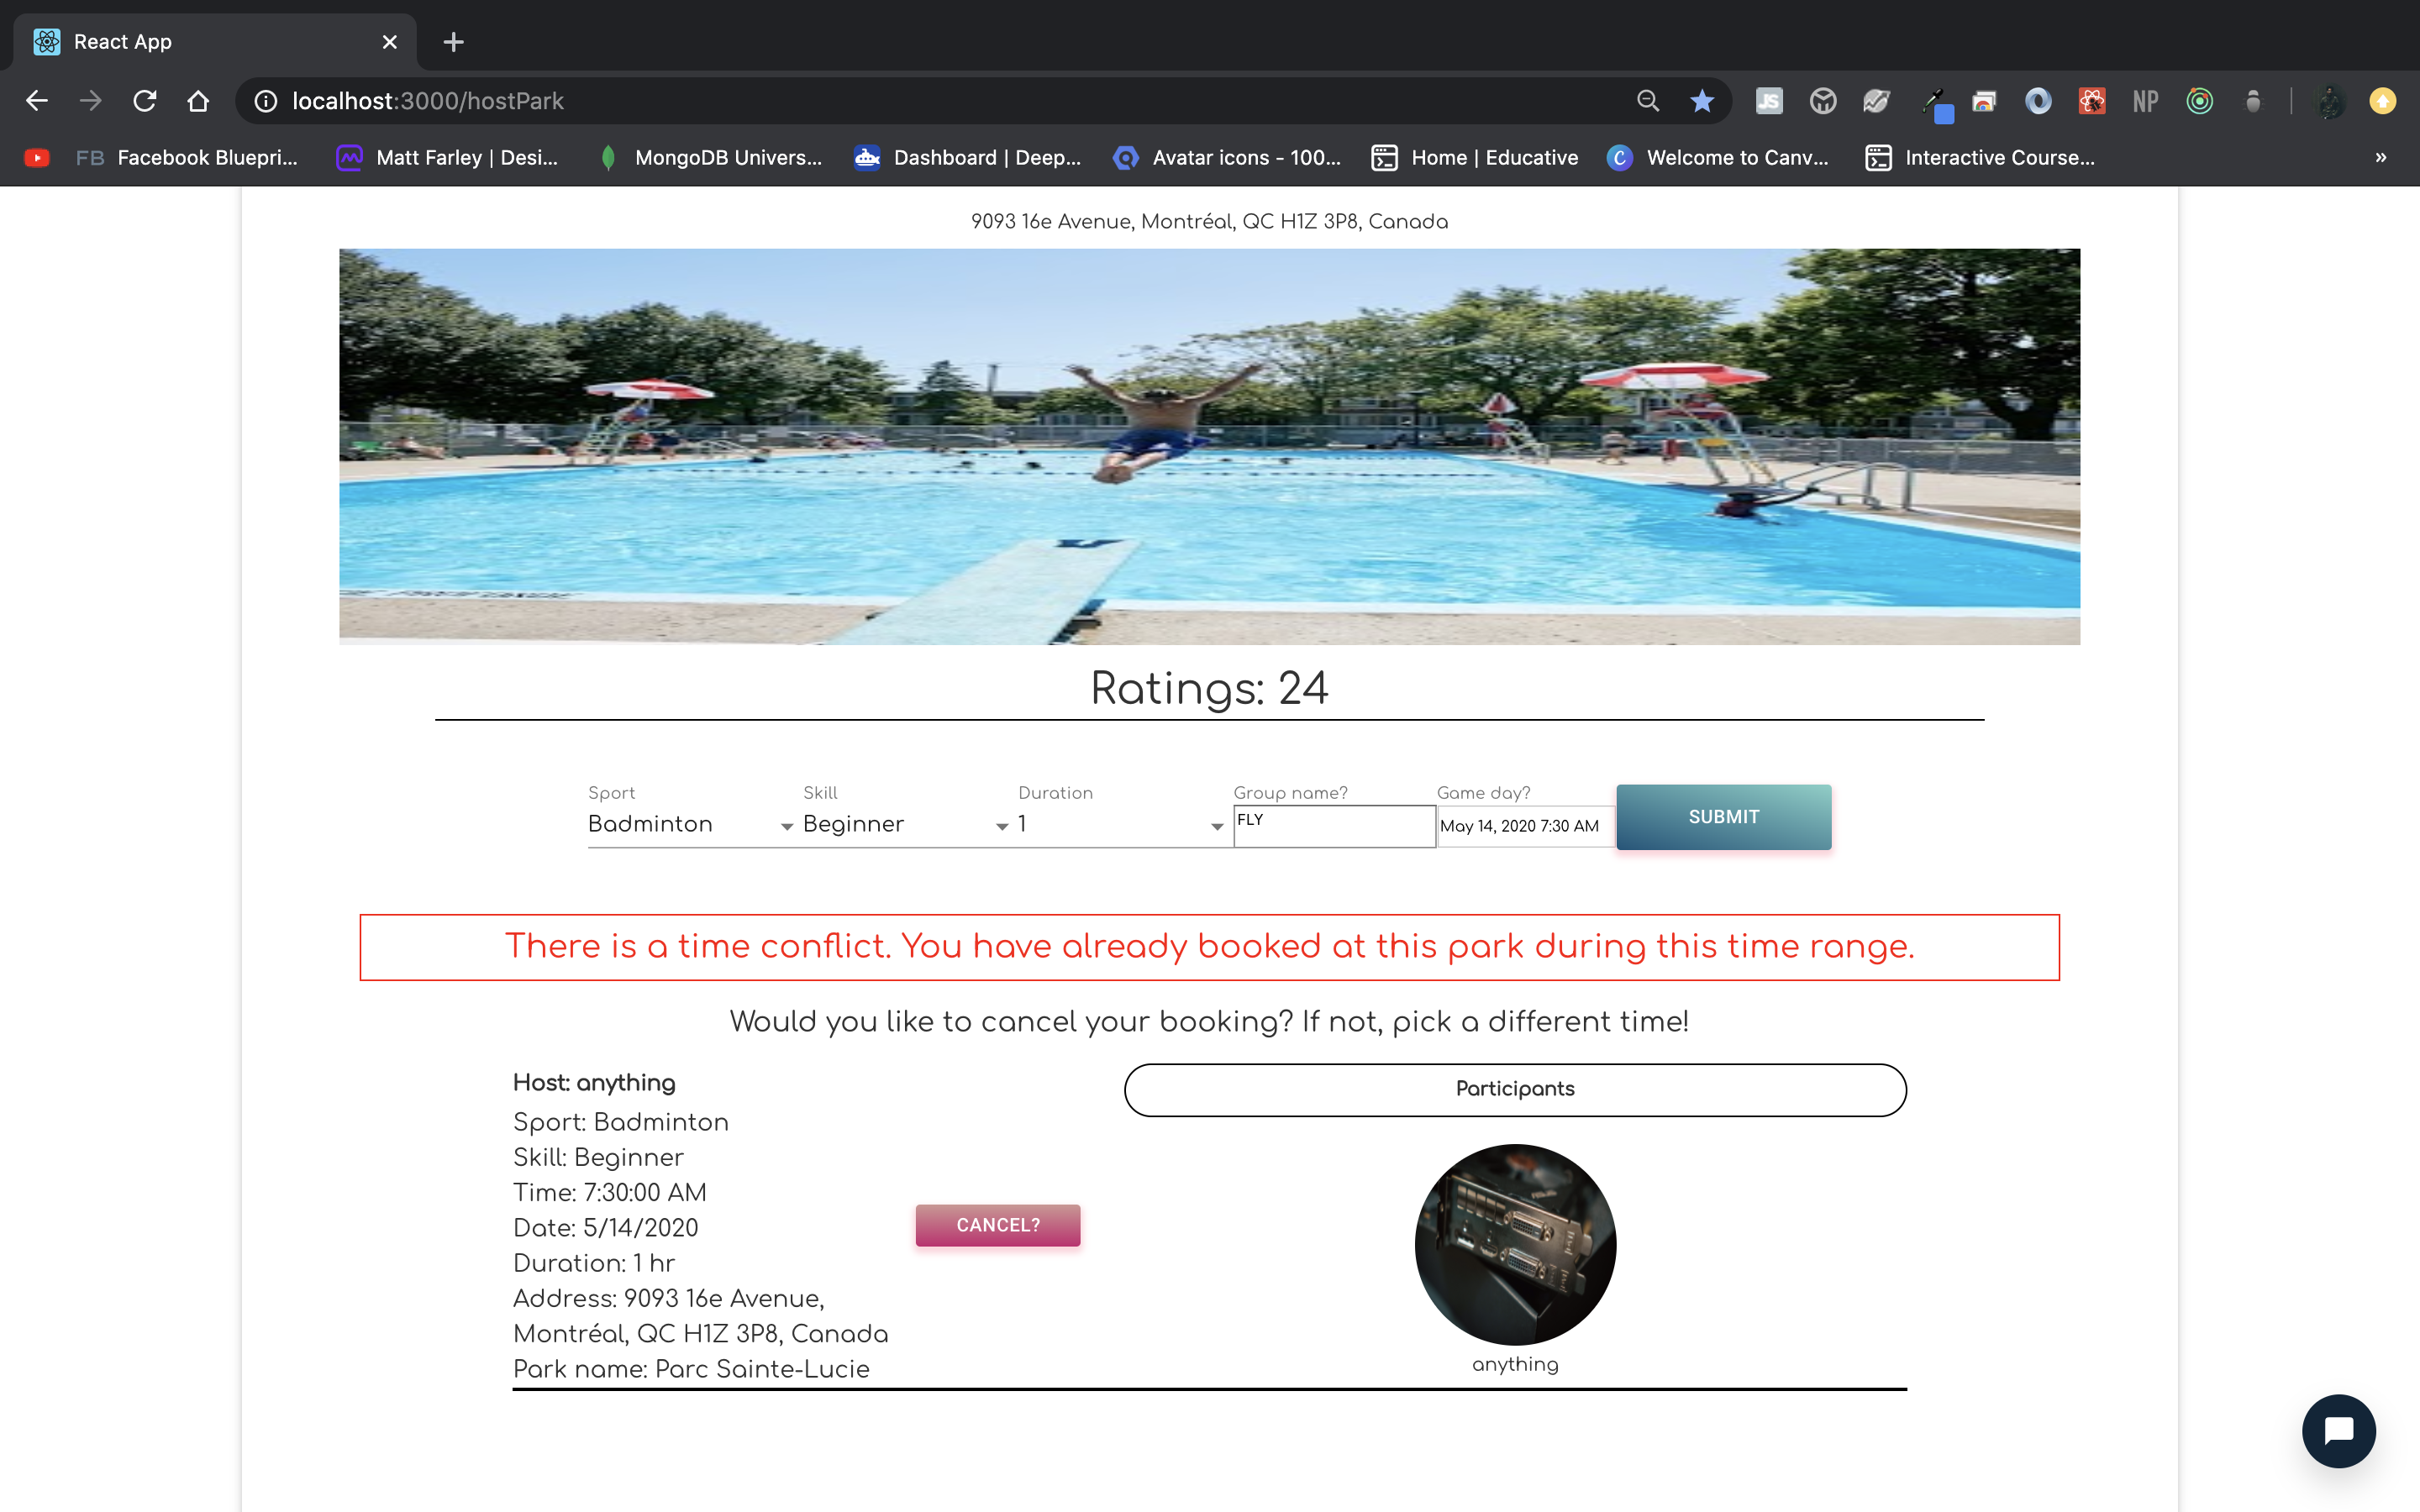 React App
localhost:3000/hostPark
JS
NP
FB Facebook Bluepri...
Matt Farley | Desi...
MongoDB Univers...
Dashboard | Deep...
Avatar icons - 100...
Home | Educative
Welcome to Canv...
Interactive Course...
»
9093 16e Avenue, Montréal, QC H1Z 3P8, Canada
Ratings: 24
Sport Skill Duration Group name? Game day?
Badminton Beginner 1 FLY May 14, 2020 7:30 AM SUBMIT
There is a time conflict. You have already booked at this park during this time range.
Would you like to cancel your booking? If not, pick a different time!
Host: anything
Sport: Badminton
Skill: Beginner
Time: 7:30:00 AM
Date: 5/14/2020
Duration: 1 hr
Address: 9093 16e Avenue,
Montréal, QC H1Z 3P8, Canada
Park name: Parc Sainte-Lucie
CANCEL?
Participants
anything